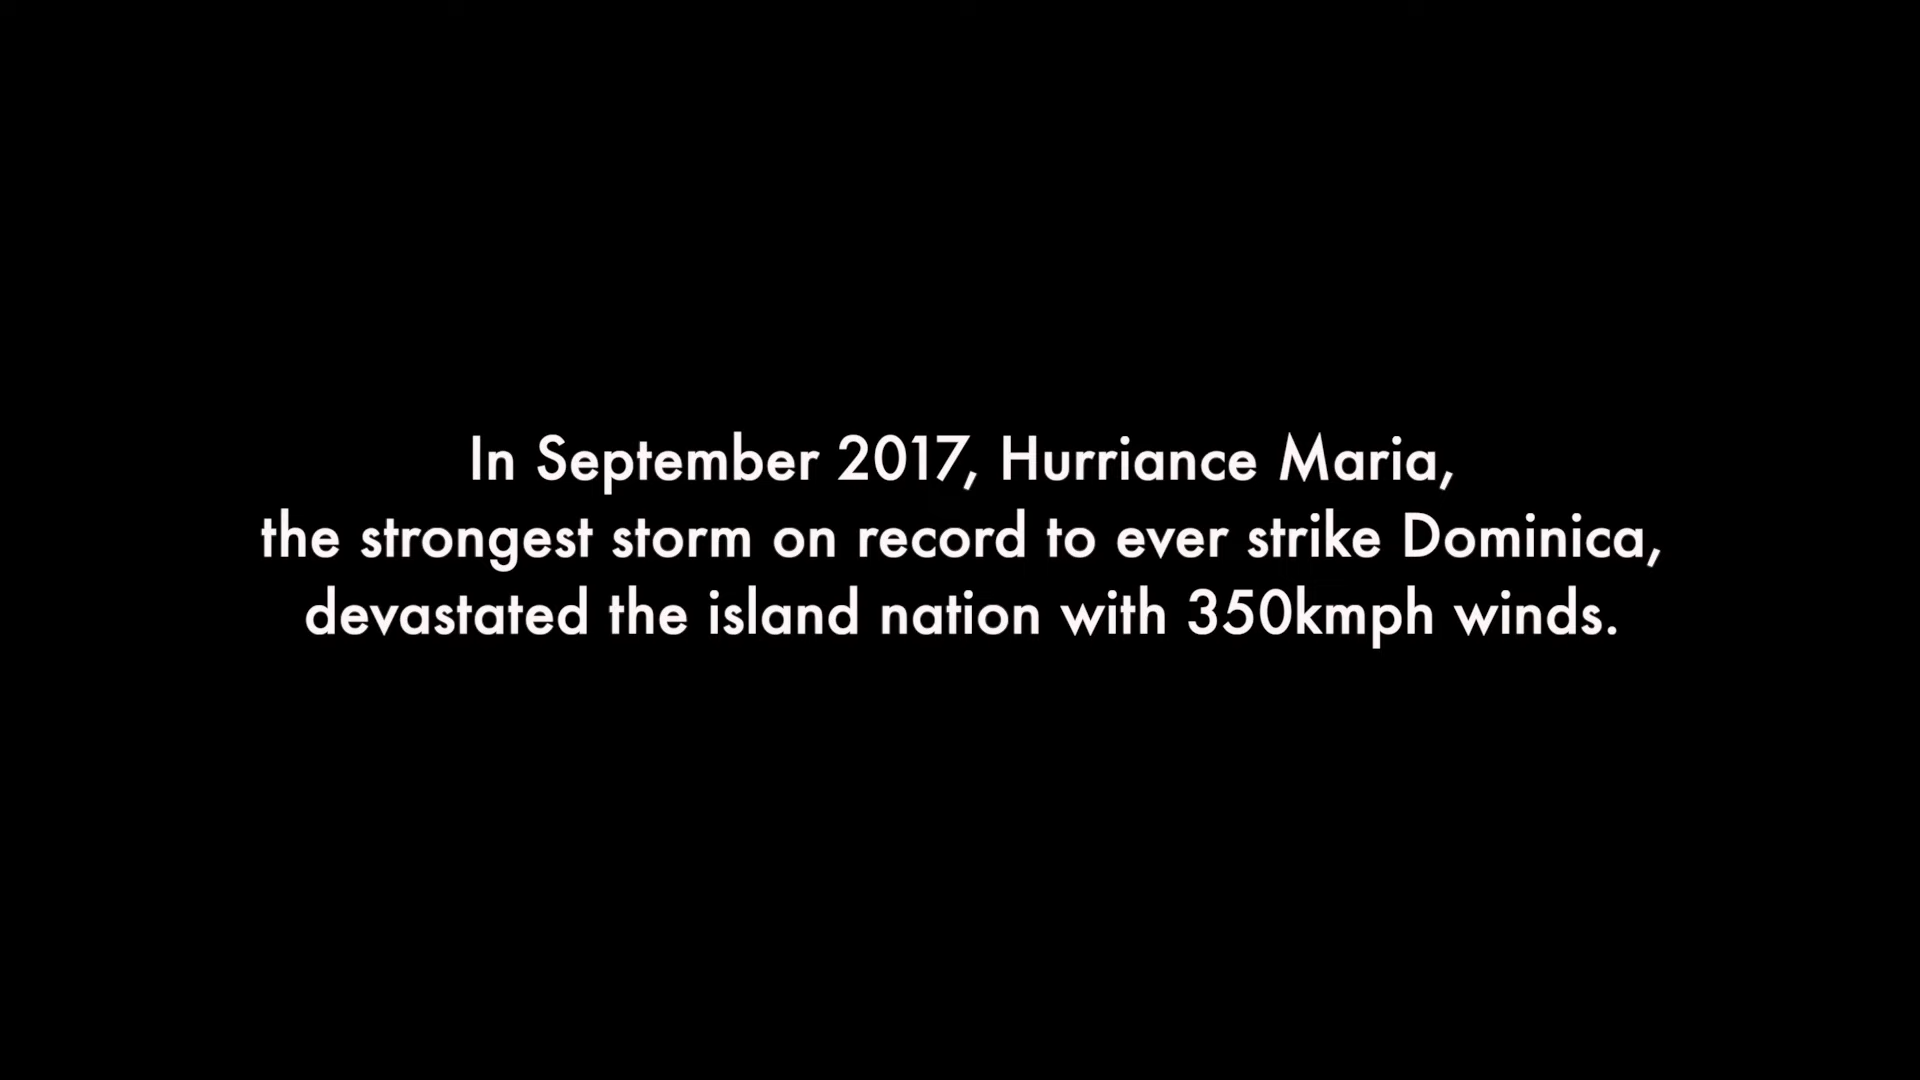 In September 2017, Hurriance Maria,
the strongest storm on record to ever strike Dominica,
devastated the island nation with 350kmph winds.